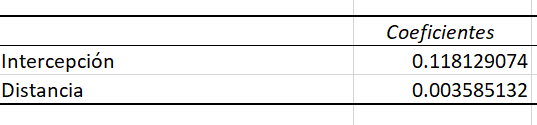 Coeficientes
Intercepción 0.118129074
Distancia 0.003585132